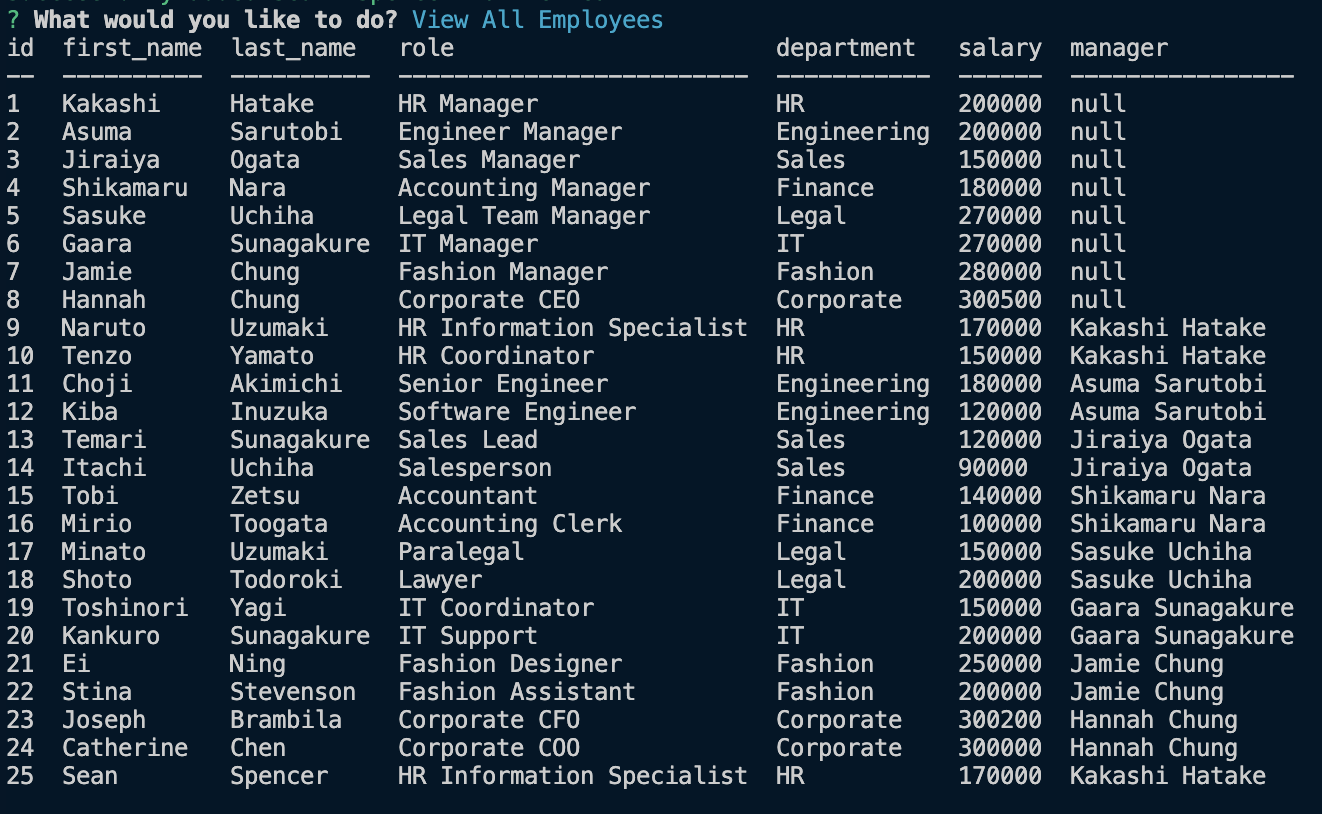 ? What would you like to do? View All Employees
id  first_name  last_name  role                       department   salary  manager
--  ----------  ---------- -------------------------  -----------  ------  ----------------
1   Kakashi     Hatake      HR Manager                 HR           200000  null
2   Asuma       Sarutobi    Engineer Manager           Engineering  200000  null
3   Jiraiya     Ogata       Sales Manager              Sales        150000  null
4   Shikamaru   Nara        Accounting Manager         Finance      180000  null
5   Sasuke      Uchiha      Legal Team Manager         Legal        270000  null
6   Gaara       Sunagakure  IT Manager                 IT           270000  null
7   Jamie       Chung       Fashion Manager            Fashion      280000  null
8   Hannah      Chung       Corporate CEO              Corporate    300500  null
9   Naruto      Uzumaki     HR Information Specialist  HR           170000  Kakashi Hatake
10  Tenzo       Yamato      HR Coordinator             HR           150000  Kakashi Hatake
11  Choji       Akimichi    Senior Engineer            Engineering  180000  Asuma Sarutobi
12  Kiba        Inuzuka     Software Engineer          Engineering  120000  Asuma Sarutobi
13  Temari      Sunagakure  Sales Lead                 Sales        120000  Jiraiya Ogata
14  Itachi      Uchiha      Salesperson                Sales        90000   Jiraiya Ogata
15  Tobi        Zetsu       Accountant                 Finance      140000  Shikamaru Nara
16  Mirio       Toogata     Accounting Clerk           Finance      100000  Shikamaru Nara
17  Minato      Uzumaki     Paralegal                  Legal        150000  Sasuke Uchiha
18  Shoto       Todoroki    Lawyer                     Legal        200000  Sasuke Uchiha
19  Toshinori   Yagi        IT Coordinator             IT           150000  Gaara Sunagakure
20  Kankuro     Sunagakure  IT Support                 IT           200000  Gaara Sunagakure
21  Ei          Ning        Fashion Designer           Fashion      250000  Jamie Chung
22  Stina       Stevenson   Fashion Assistant          Fashion      200000  Jamie Chung
23  Joseph      Brambila    Corporate CFO              Corporate    300200  Hannah Chung
24  Catherine   Chen        Corporate COO              Corporate    300000  Hannah Chung
25  Sean        Spencer     HR Information Specialist  HR           170000  Kakashi Hatake